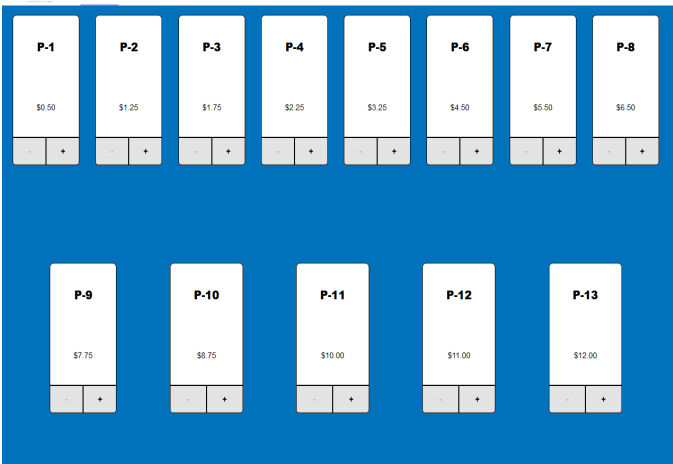 P-1 P-2 P-3 P-4 P-5 P-6 P-7 P-8
$0.50 $1.25 $1.75 $2.25 $3.25 $4.50 $5.50 $6.50
- + - + - + - + - + - + - + - +
P-9 P-10 P-11 P-12 P-13
$7.75 $8.75 $10.00 $11.00 $12.00
- + - + - + - + - +